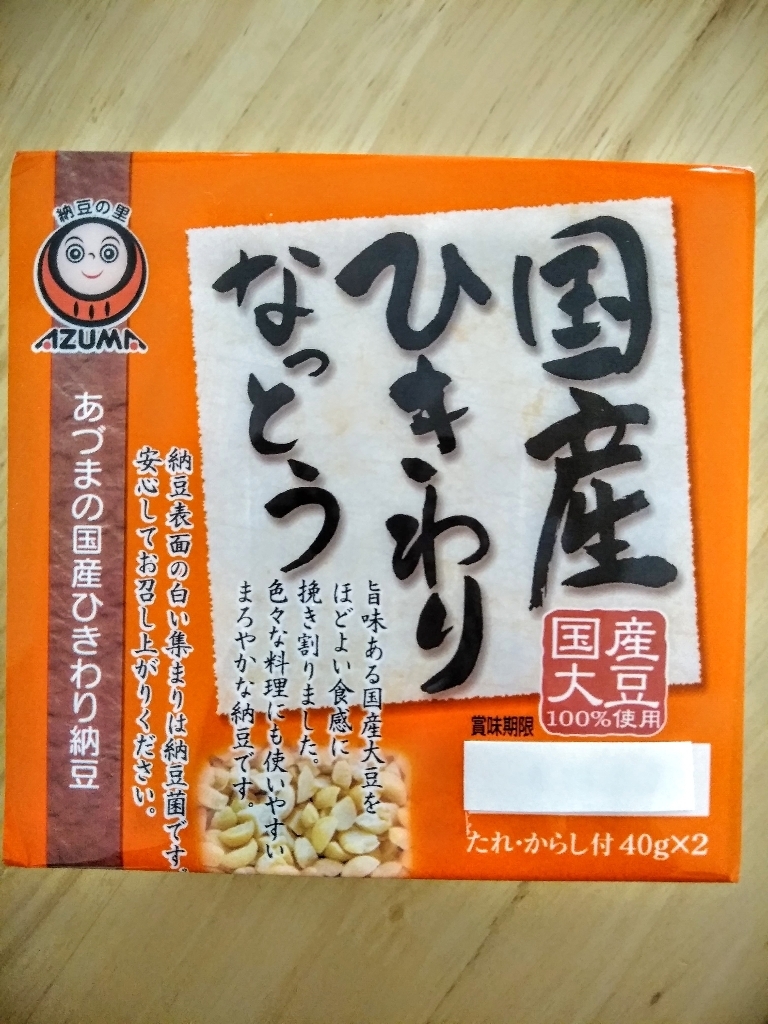 国産
ひきわり
なっとう
旨味ある国産大豆を
ほどよい食感に
挽き割りました。
色々な料理にも使いやすい
まろやかな納豆です。
国産
大豆
100%使用
賞味期限
たれ・からし付 40g×2
納豆表面の白い集まりは納豆菌です。
安心してお召し上がりください。
納豆の里
AZUMA
あづまの国産ひきわり納豆